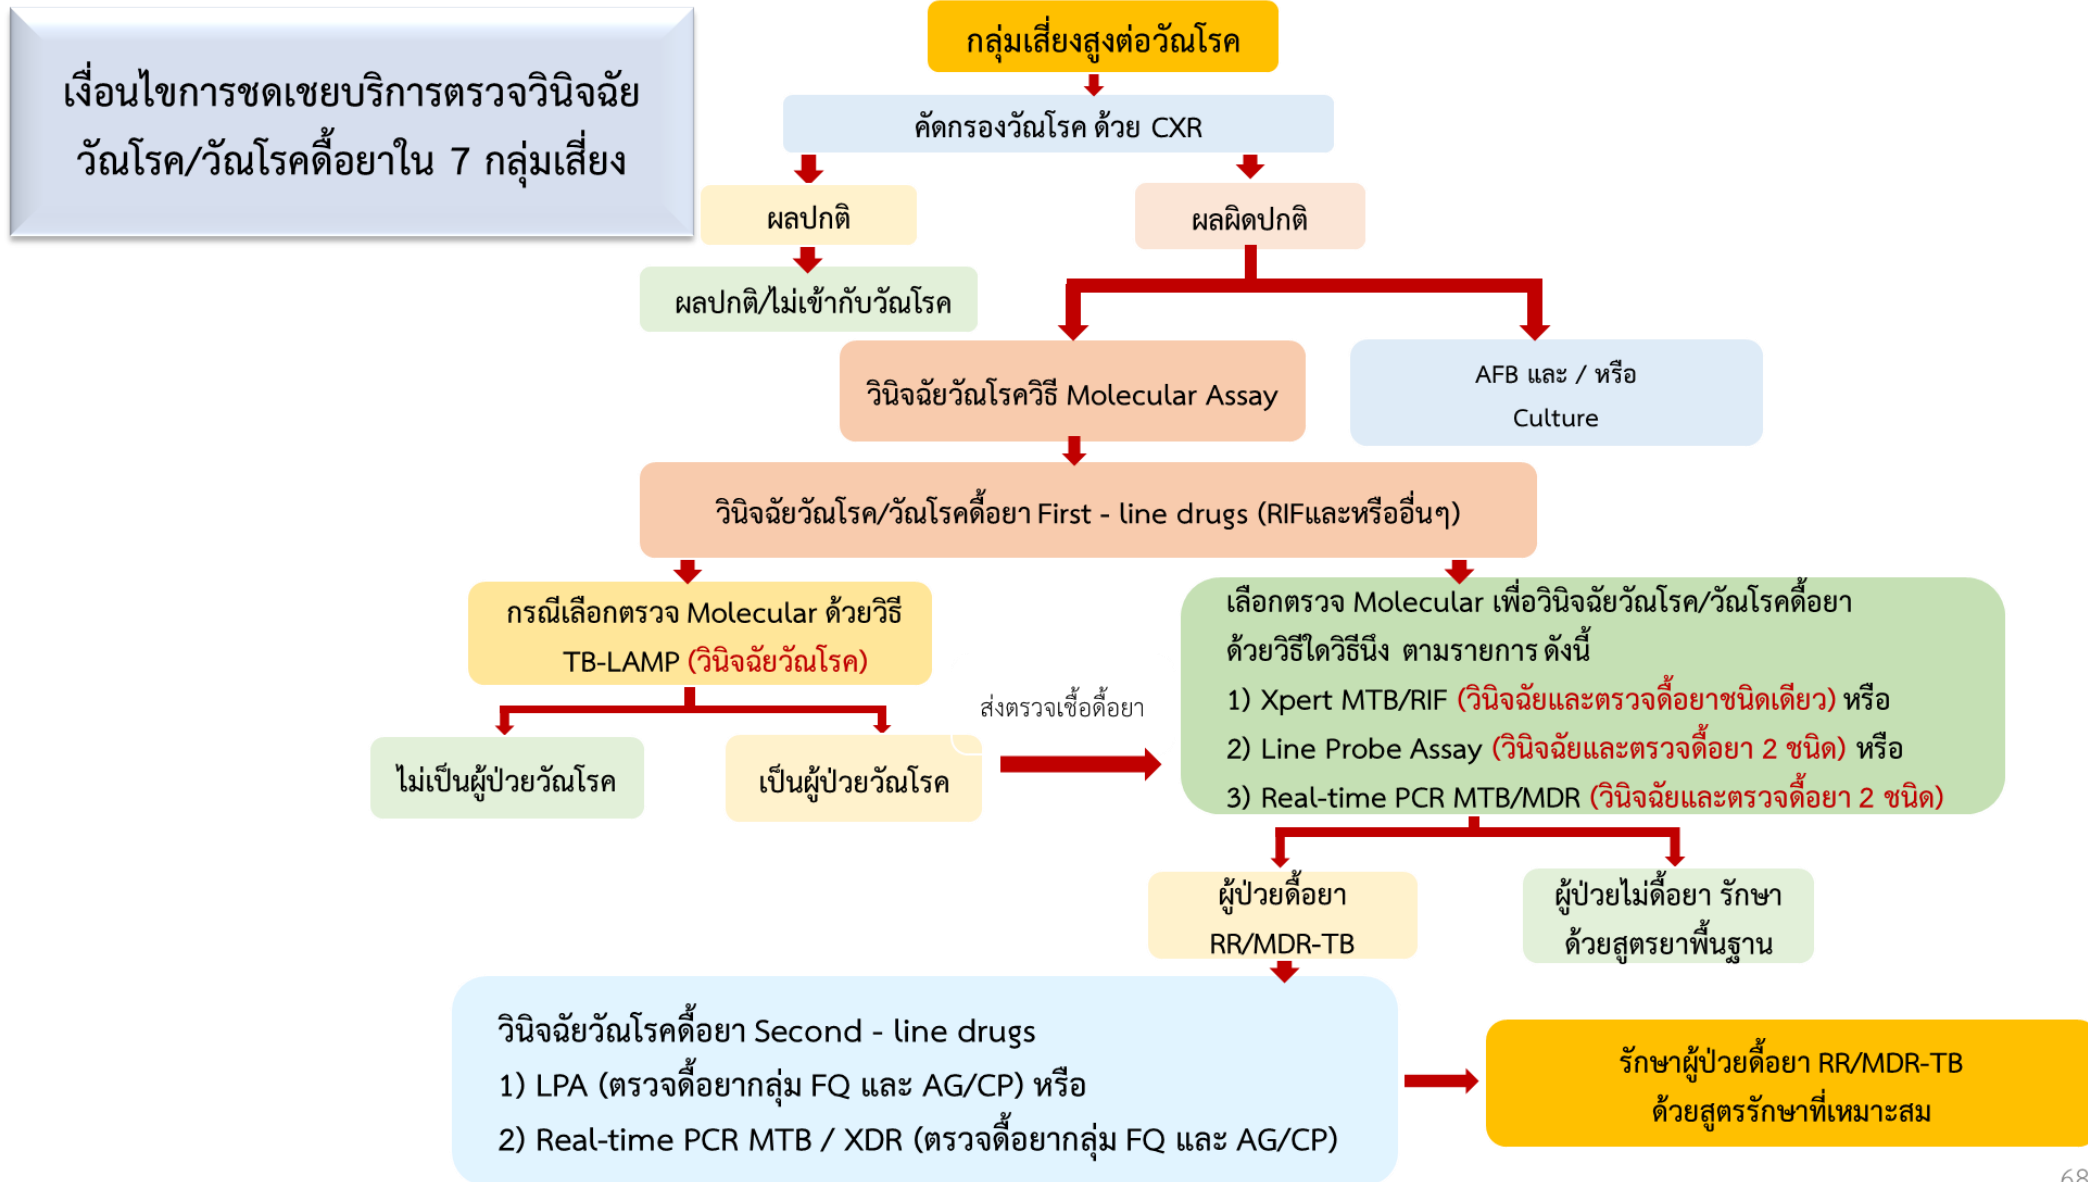 เงื่อนไขการชดเชยบริการตรวจวินิจฉัย
วัณโรค/วัณโรคดื้อยาใน 7 กลุ่มเสี่ยง
กลุ่มเสี่ยงสูงต่อวัณโรค
คัดกรองวัณโรค ด้วย CXR
ผลปกติ
ผลผิดปกติ
ผลปกติ/ไม่เข้ากับวัณโรค
วินิจฉัยวัณโรควิธี Molecular Assay
AFB และ / หรือ
Culture
วินิจฉัยวัณโรค/วัณโรคดื้อยา First - line drugs (RIFและหรืออื่นๆ)
กรณีเลือกตรวจ Molecular ด้วยวิธี
TB-LAMP (วินิจฉัยวัณโรค)
ไม่เป็นผู้ป่วยวัณโรค
เป็นผู้ป่วยวัณโรค
ส่งตรวจเชื้อดื้อยา
เลือกตรวจ Molecular เพื่อวินิจฉัยวัณโรค/วัณโรคดื้อยา
ด้วยวิธีใดวิธีนึง ตามรายการ ดังนี้
1) Xpert MTB/RIF (วินิจฉัยและตรวจดื้อยาชนิดเดียว) หรือ
2) Line Probe Assay (วินิจฉัยและตรวจดื้อยา 2 ชนิด) หรือ
3) Real-time PCR MTB/MDR (วินิจฉัยและตรวจดื้อยา 2 ชนิด)
ผู้ป่วยดื้อยา
RR/MDR-TB
ผู้ป่วยไม่ดื้อยา รักษา
ด้วยสูตรยาพื้นฐาน
วินิจฉัยวัณโรคดื้อยา Second - line drugs
1) LPA (ตรวจดื้อยากลุ่ม FQ และ AG/CP) หรือ
2) Real-time PCR MTB / XDR (ตรวจดื้อยากลุ่ม FQ และ AG/CP)
รักษาผู้ป่วยดื้อยา RR/MDR-TB
ด้วยสูตรรักษาที่เหมาะสม
68